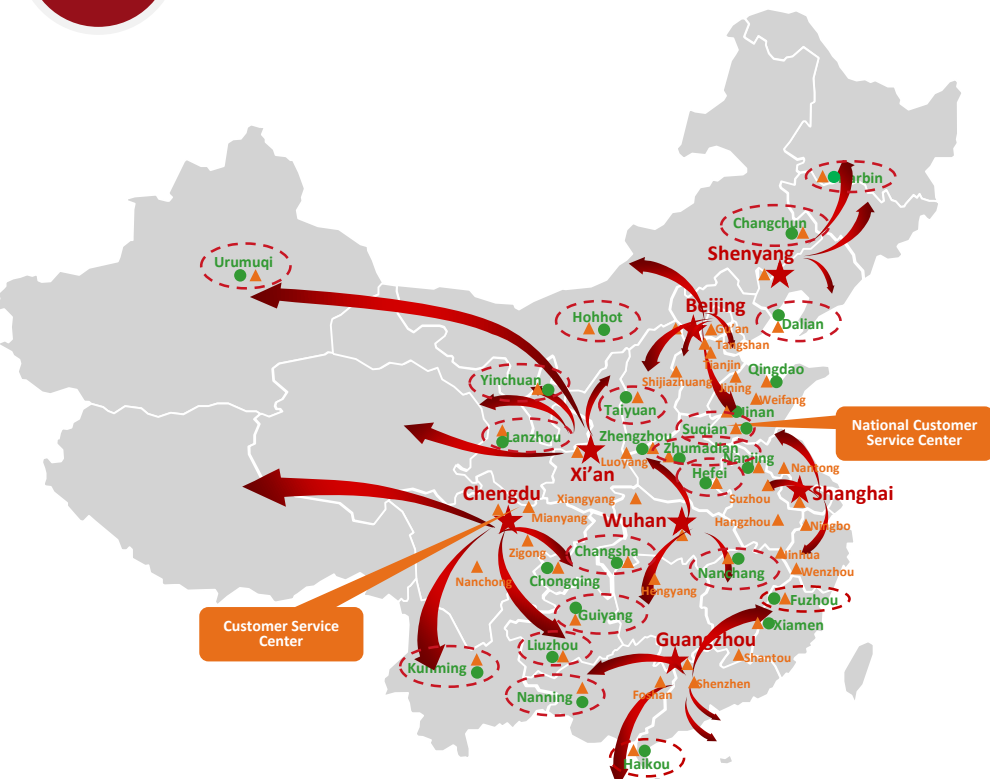 arbin
Changchun
Shenyang
Urumuqi
Beijing
Hohhot
Gu'an
Dalian
Tangshan
Tianjin
Qingdao
Yinchuan
Shijiazhuang
Jining
Weifang
Taiyuan
Jinan
National Customer
Service Center
Suqian
Lanzhou
Zhengzhou
Zhumadian
Luoyang
Nanjing
Xi'an
Hefei
Nantong
Chengdu
Suzhou
Shanghai
Xiangyang
Mianyang
Wuhan
Hangzhou
Ningbo
Zigong
Changsha
Jinhua
Nanchong
Chongqing
Nanchang
Wenzhou
Hengyang
Fuzhou
Guiyang
Xiamen
Customer Service
Center
Guangzhou
Liuzhou
Shantou
Kunming
Shenzhen
Nanning
Foshan
Haikou